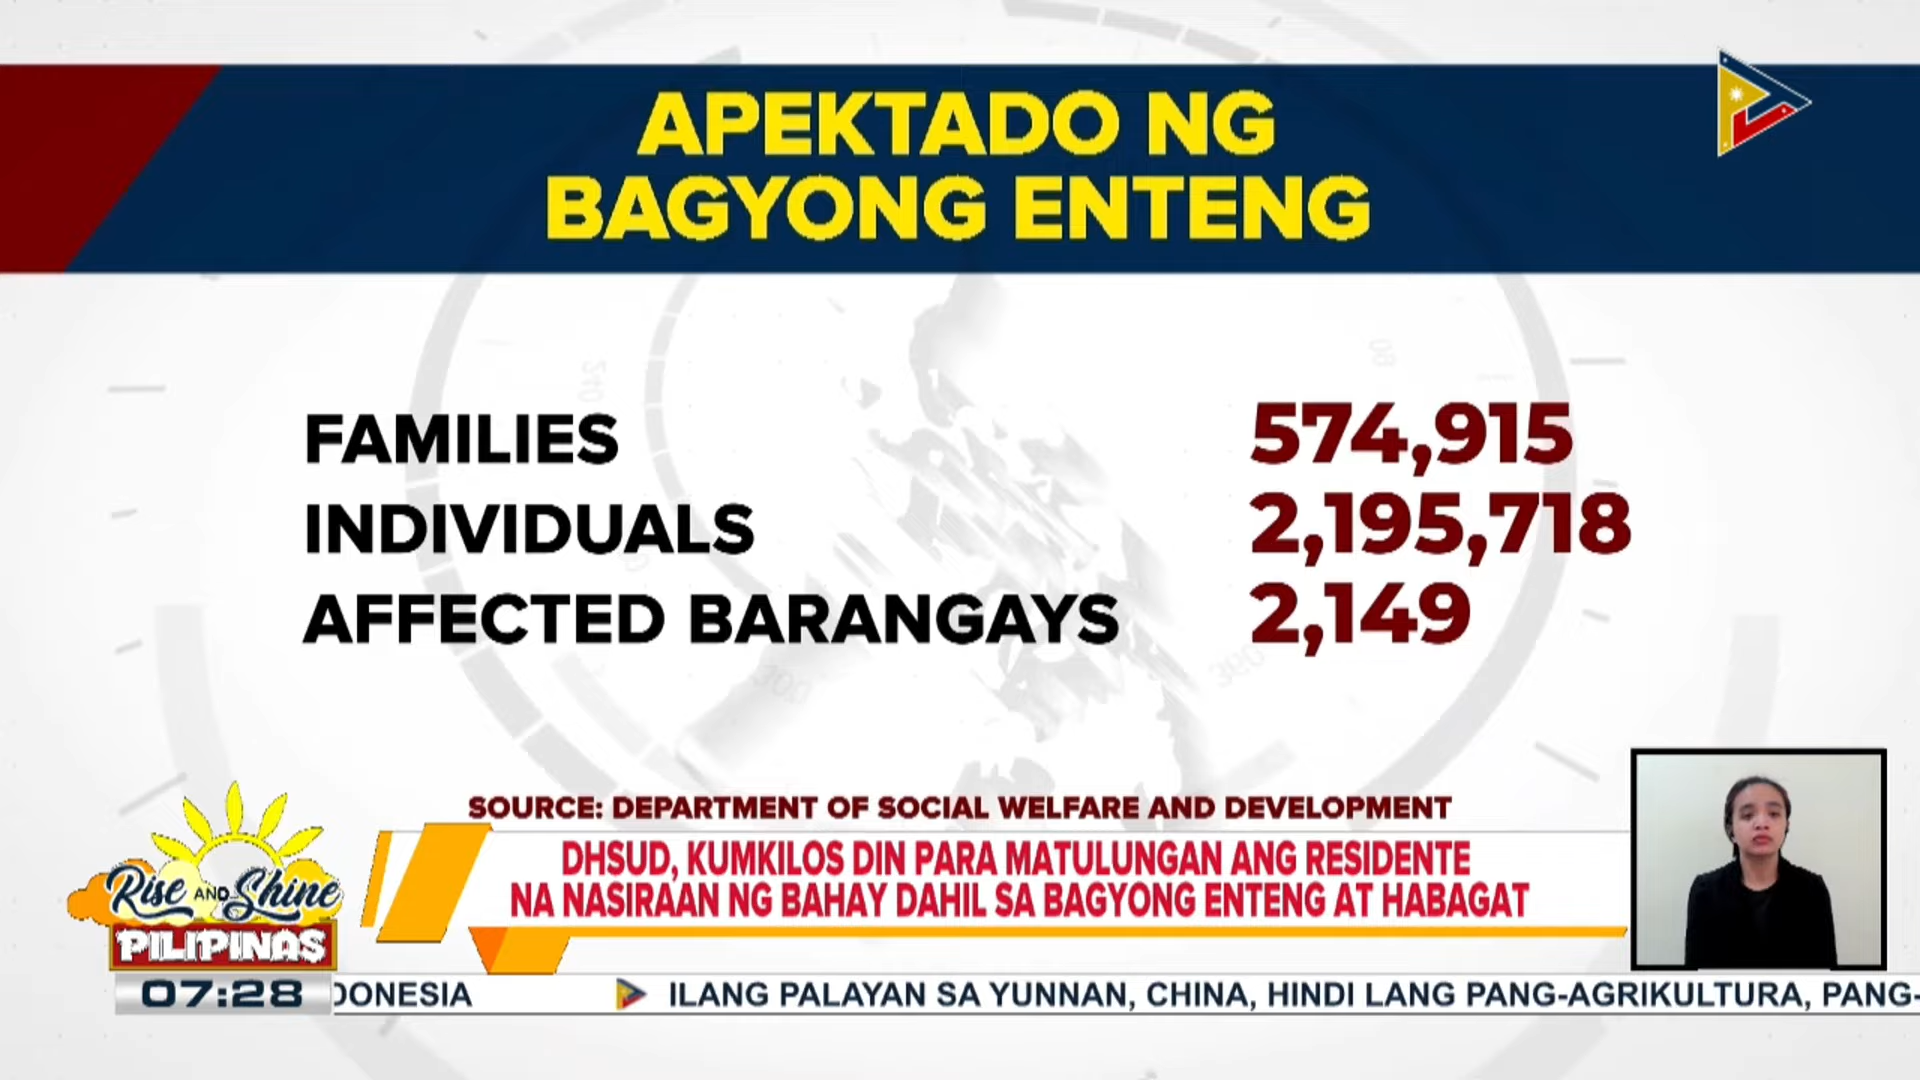 APEKTADO NG
BAGYONG ENTENG
FAMILIES 574,915
INDIVIDUALS 2,195,718
AFFECTED BARANGAYS 2,149
SOURCE: DEPARTMENT OF SOCIAL WELFARE AND DEVELOPMENT
DHSUD, KUMKILOS DIN PARA MATULUNGAN ANG RESIDENTE
NA NASIRAAN NG BAHAY DAHIL SA BAGYONG ENTENG AT HABAGAT
Rise AND Shine
PILIPINAS
07:28
DONESIA ILANG PALAYAN SA YUNNAN, CHINA, HINDI LANG PANG-AGRIKULTURA, PANG-